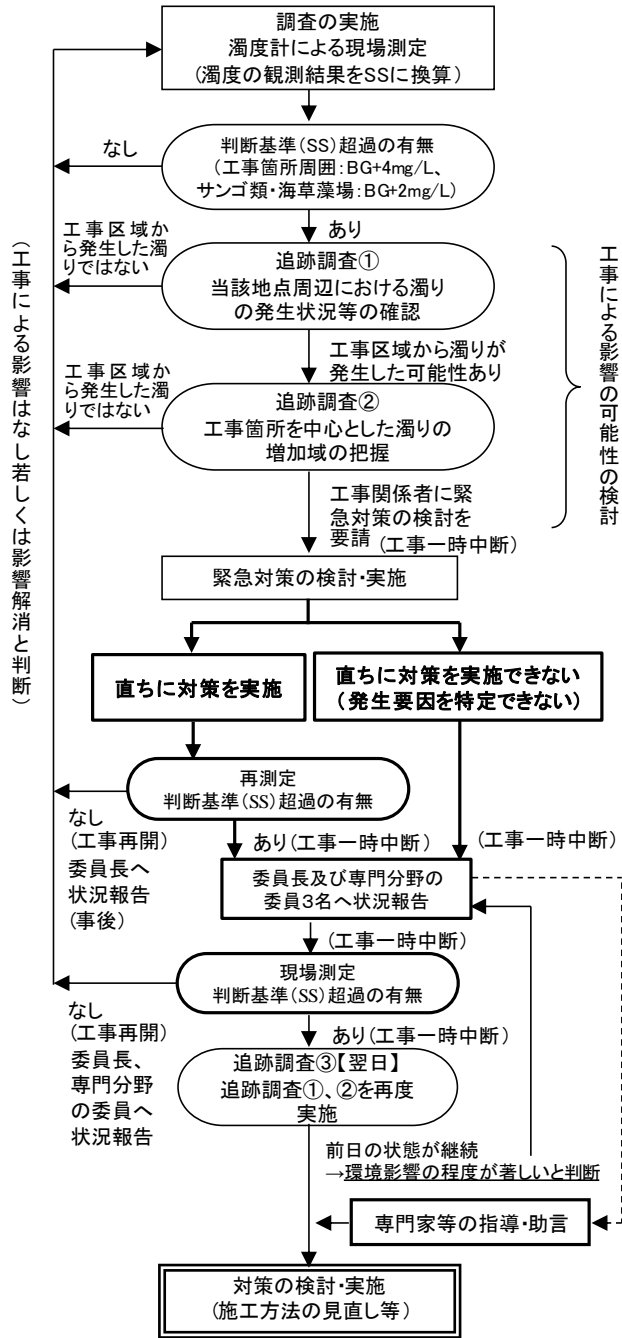 調査の実施
濁度計による現場測定
(濁度の観測結果をSSに換算)
なし
判断基準(SS)超過の有無
(工事箇所周囲:BG+4mg/L、
サンゴ類・海草藻場:BG+2mg/L)
あり
工事区域か
ら発生した濁
りではない
追跡調査①
当該地点周辺における濁り
の発生状況等の確認
工事区域から濁りが
発生した可能性あり
工事区域か
ら発生した濁
りではない
追跡調査②
工事箇所を中心とした濁りの
増加域の把握
工事による影響の可能性の検討
(工事による影響はなし若しくは影響解消と判断)
工事関係者に緊
急対策の検討を
要請
(工事一時中断)
緊急対策の検討・実施
直ちに対策を実施
直ちに対策を実施できない
(発生要因を特定できない)
再測定
判断基準(SS)超過の有無
なし
(工事再開)
委員長へ
状況報告
(事後)
あり(工事一時中断)
(工事一時中断)
委員長及び専門分野の
委員3名へ状況報告
(工事一時中断)
現場測定
判断基準(SS)超過の有無
なし
(工事再開)
委員長、
専門分野
の委員へ
状況報告
あり(工事一時中断)
追跡調査③【翌日】
追跡調査①、②を再度
実施
前日の状態が継続
→環境影響の程度が著しいと判断
専門家等の指導・助言
対策の検討・実施
(施工方法の見直し等)